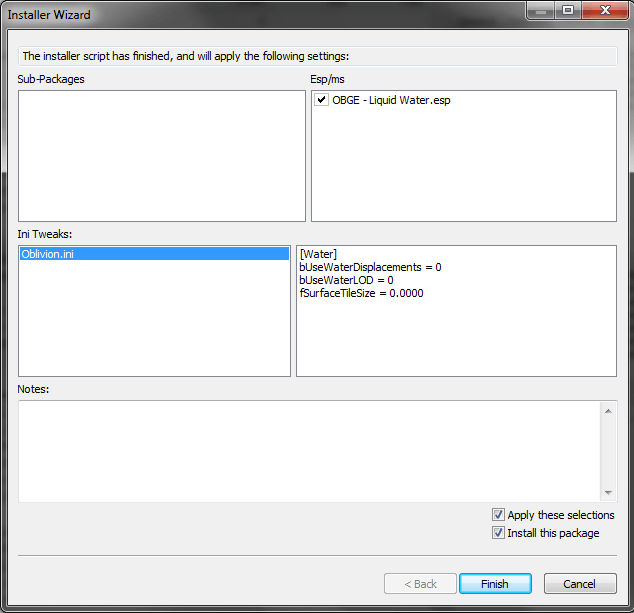 Installer Wizard
The installer script has finished, and will apply the following settings:
Sub-Packages
Esp/ms
OBGE - Liquid Water.esp
Ini Tweaks:
Oblivion.ini
[Water]
bUseWaterDisplacements = 0
bUseWaterLOD = 0
fSurfaceTileSize = 0.0000
Notes:
Apply these selections
Install this package
< Back
Finish
Cancel